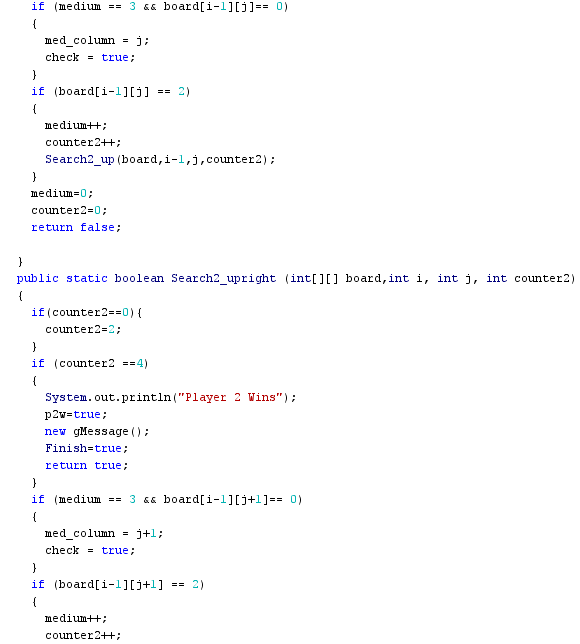 if (medium == 3 && board[i-1][j]== 0)
{
med_column = j;
check = true;
}
if (board[i-1][j] == 2)
{
medium++;
counter2++;
Search2_up(board,i-1,j,counter2);
}
medium=0;
counter2=0;
return false;
}
public static boolean Search2_upright (int[][] board,int i, int j, int counter2)
{
if(counter2==0){
counter2=2;
}
if (counter2 ==4)
{
System.out.println("Player 2 Wins");
p2w=true;
new gMessage();
Finish=true;
return true;
}
if (medium == 3 && board[i-1][j+1]== 0)
{
med_column = j+1;
check = true;
}
if (board[i-1][j+1] == 2)
{
medium++;
counter2++;